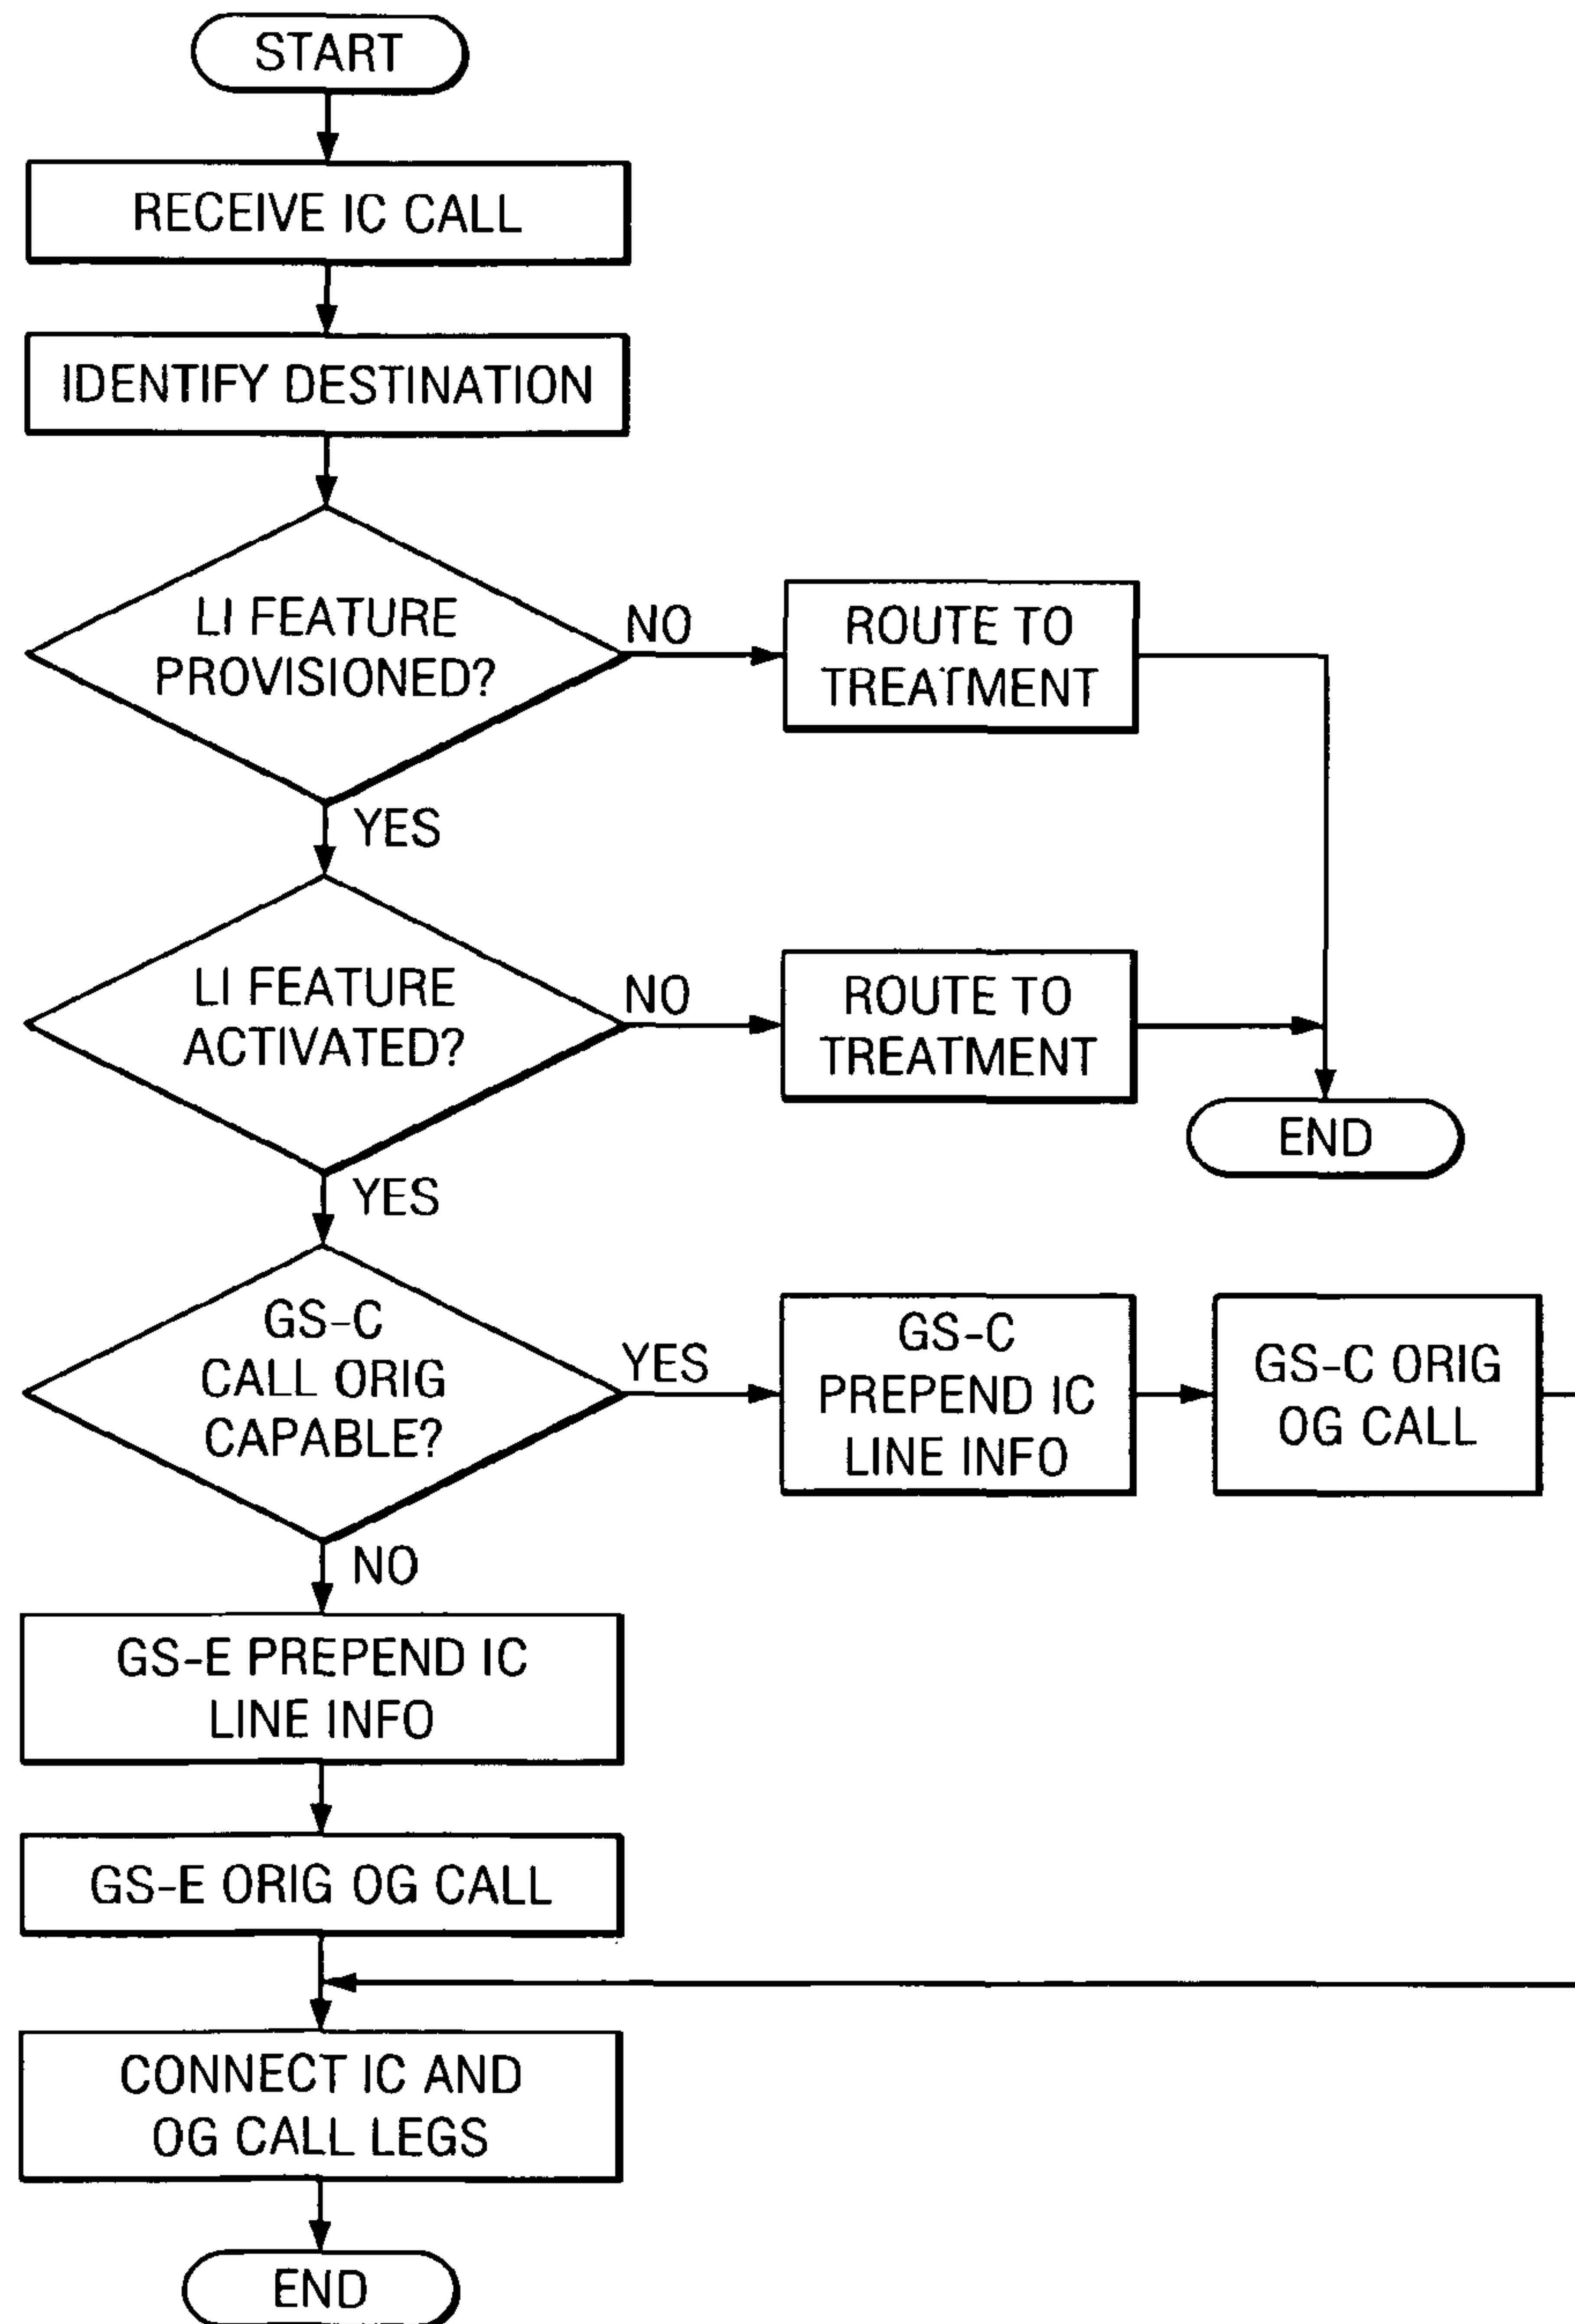 START
RECEIVE IC CALL
IDENTIFY DESTINATION
LI FEATURE
PROVISIONED?
NO
ROUTE TO
TREATMENT
YES
LI FEATURE
ACTIVATED?
NO
ROUTE TO
TREATMENT
END
YES
GS-C
CALL ORIG
CAPABLE?
YES
GS-C
PREPEND IC
LINE INFO
GS-C ORIG
OG CALL
NO
GS-E PREPEND IC
LINE INFO
GS-E ORIG OG CALL
CONNECT IC AND
OG CALL LEGS
END